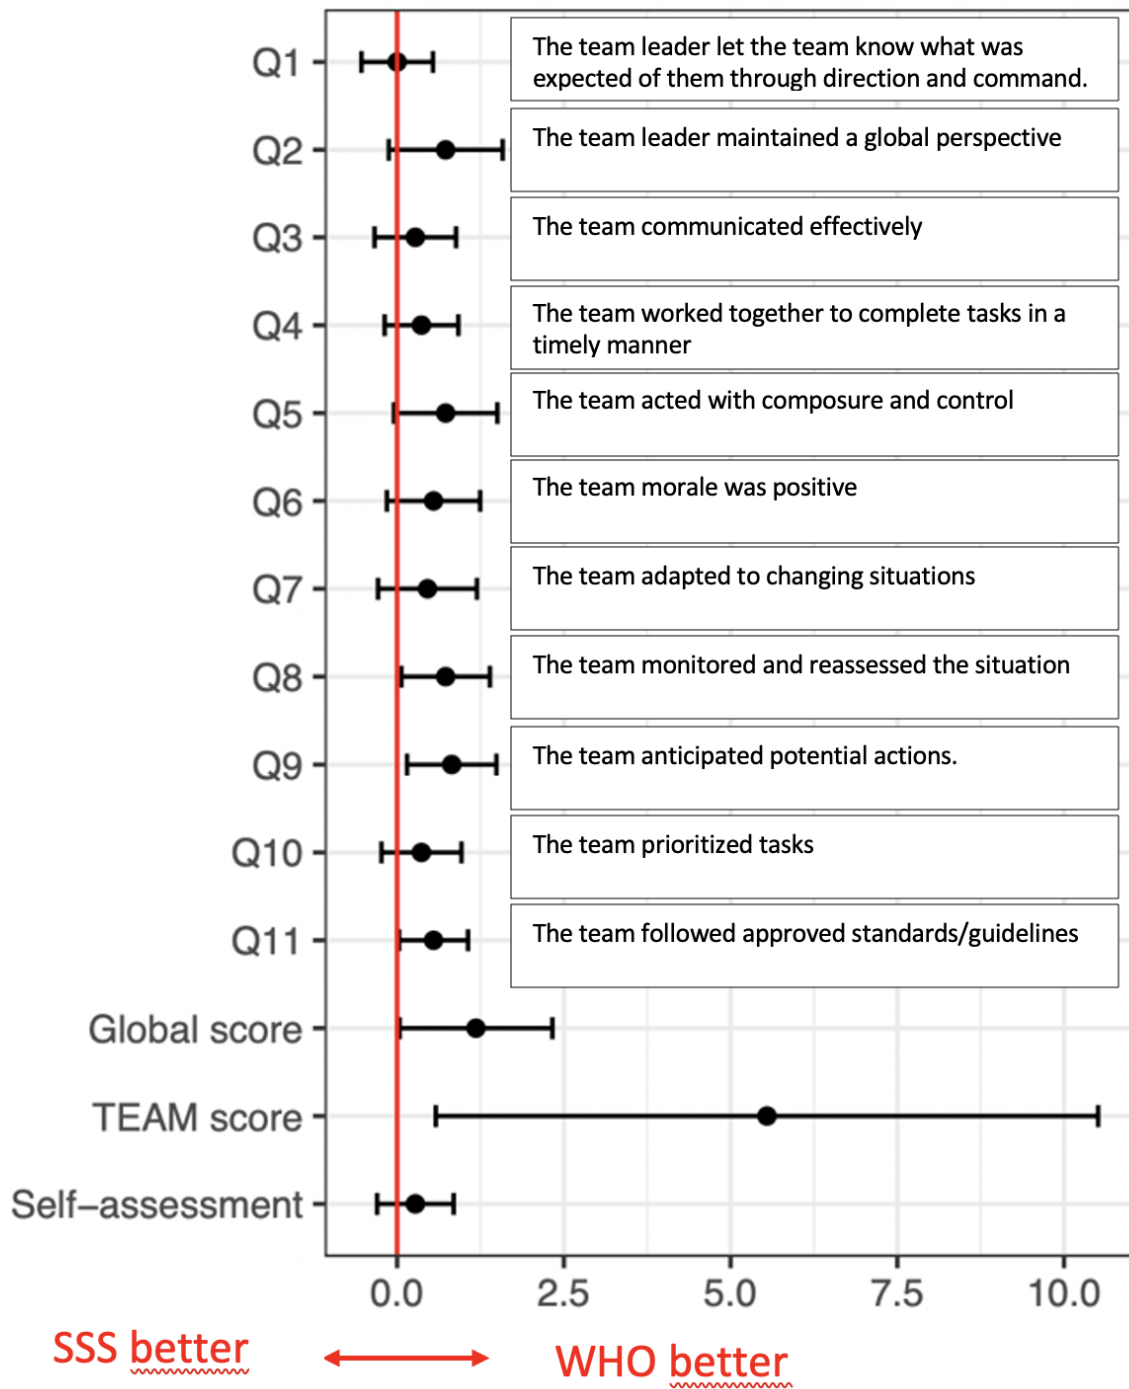 Q1
The team leader let the team know what was
expected of them through direction and command.
Q2
The team leader maintained a global perspective
Q3
The team communicated effectively
Q4
The team worked together to complete tasks in a
timely manner
Q5
The team acted with composure and control
Q6
The team morale was positive
Q7
The team adapted to changing situations
Q8
The team monitored and reassessed the situation
Q9
The team anticipated potential actions.
Q10
The team prioritized tasks
Q11
The team followed approved standards/guidelines
Global score
TEAM score
Self–assessment
0.0 2.5 5.0 7.5 10.0
SSS better WHO better